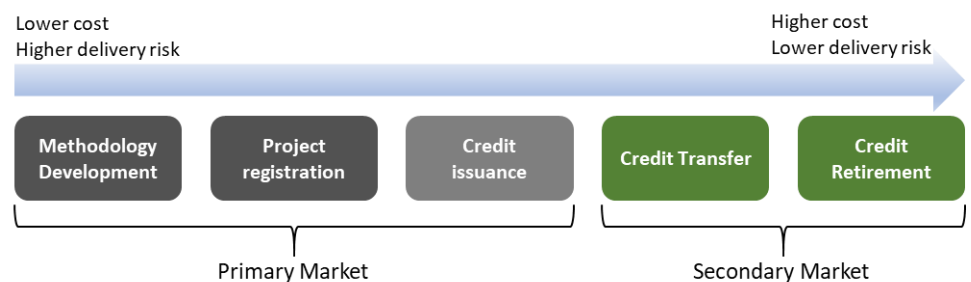 Lower cost
Higher delivery risk
Higher cost
Lower delivery risk
Methodology
Development
Project
registration
Credit
issuance
Credit Transfer
Credit
Retirement
Primary Market
Secondary Market